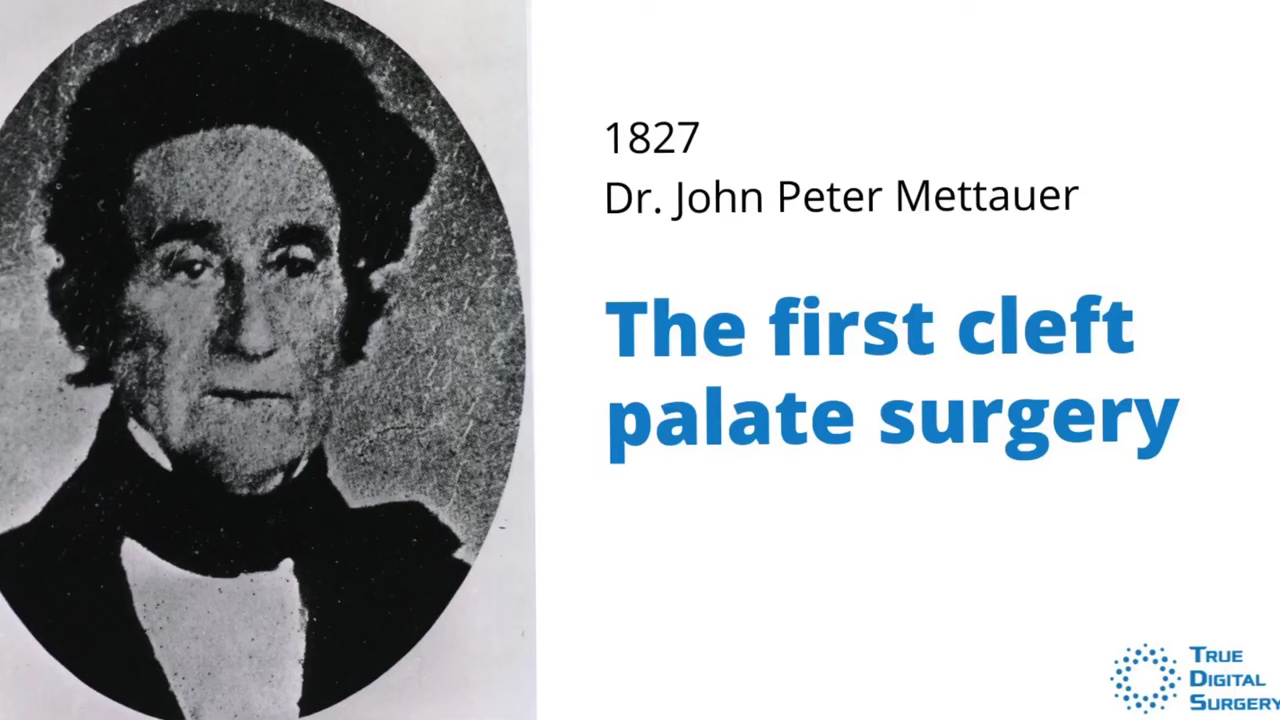 1827
Dr. John Peter Mettauer
The first cleft
palate surgery
TRUE
DIGITAL
SURGERY